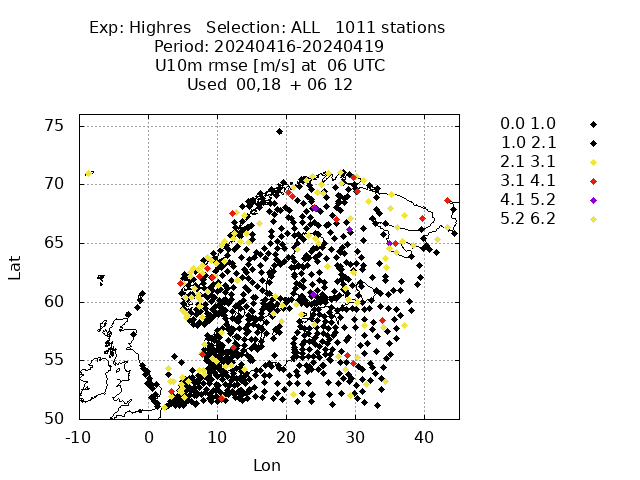 Exp: Highres Selection: ALL 1011 stations
Period: 20240416-20240419
U10m rmse [m/s] at 06 UTC
Used 00,18 + 06 12
75
70
65
60
55
50
Lat
-10 0 10 20 30 40
Lon
0.0 1.0
1.0 2.1
2.1 3.1
3.1 4.1
4.1 5.2
5.2 6.2